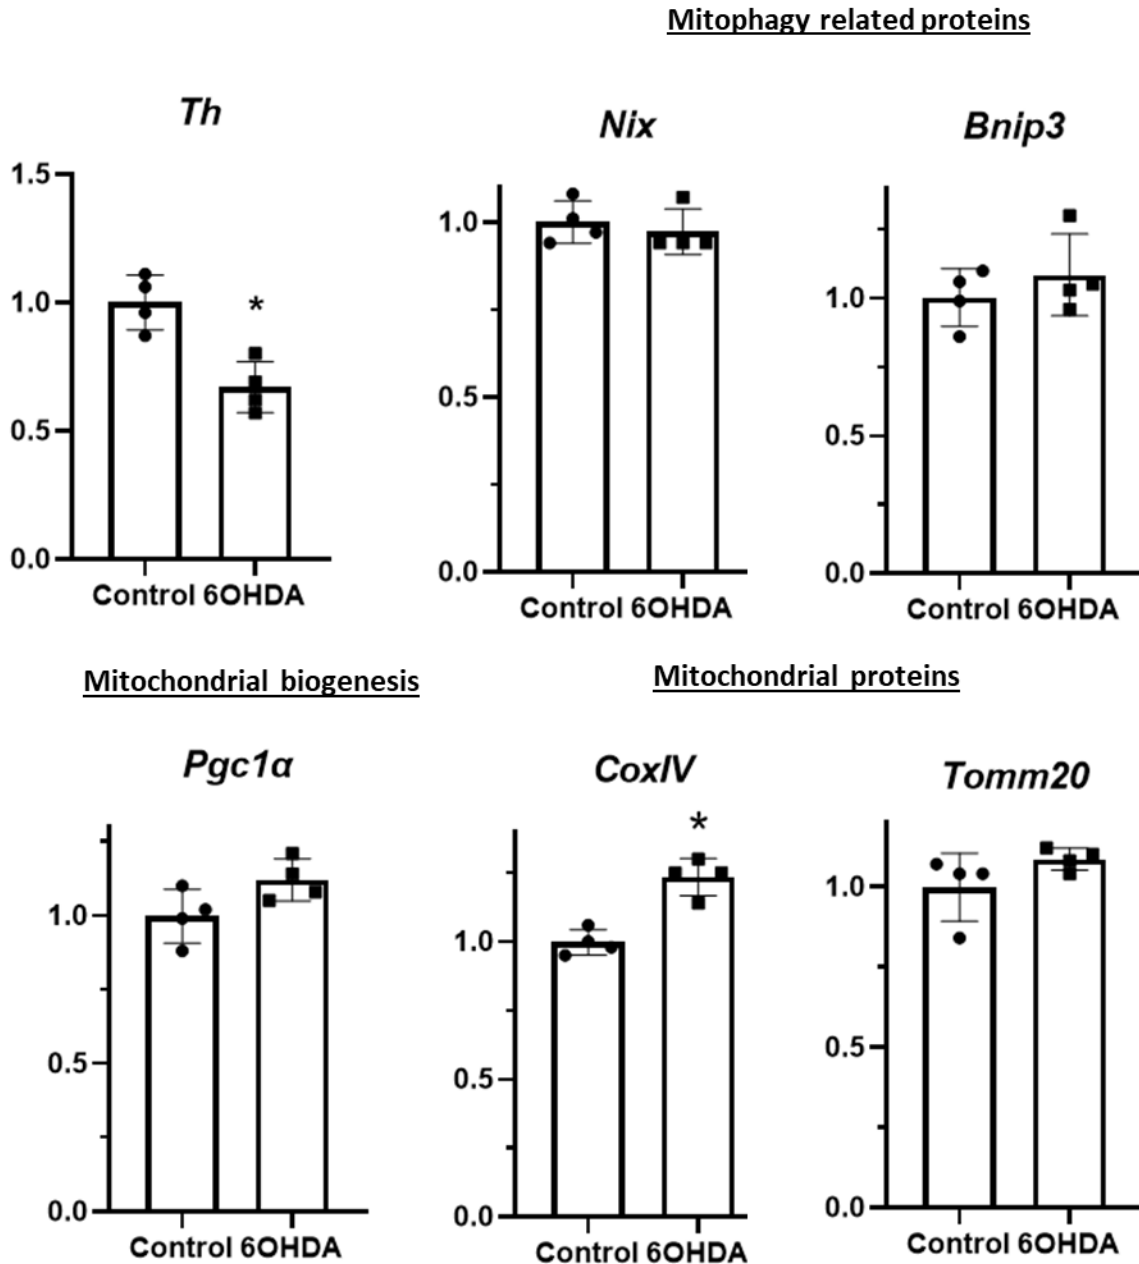 Mitophagy related proteins
Th
1.5
1.0
0.5
0.0
*
Control 6OHDA
Nix
1.0
0.5
0.0
Control 6OHDA
Bnip3
1.0
0.5
0.0
Control 6OHDA
Mitochondrial biogenesis
Pgc1α
1.0
0.5
0.0
Control 6OHDA
Mitochondrial proteins
CoxIV
*
1.0
0.5
0.0
Control 6OHDA
Tomm20
1.0
0.5
0.0
Control 6OHDA